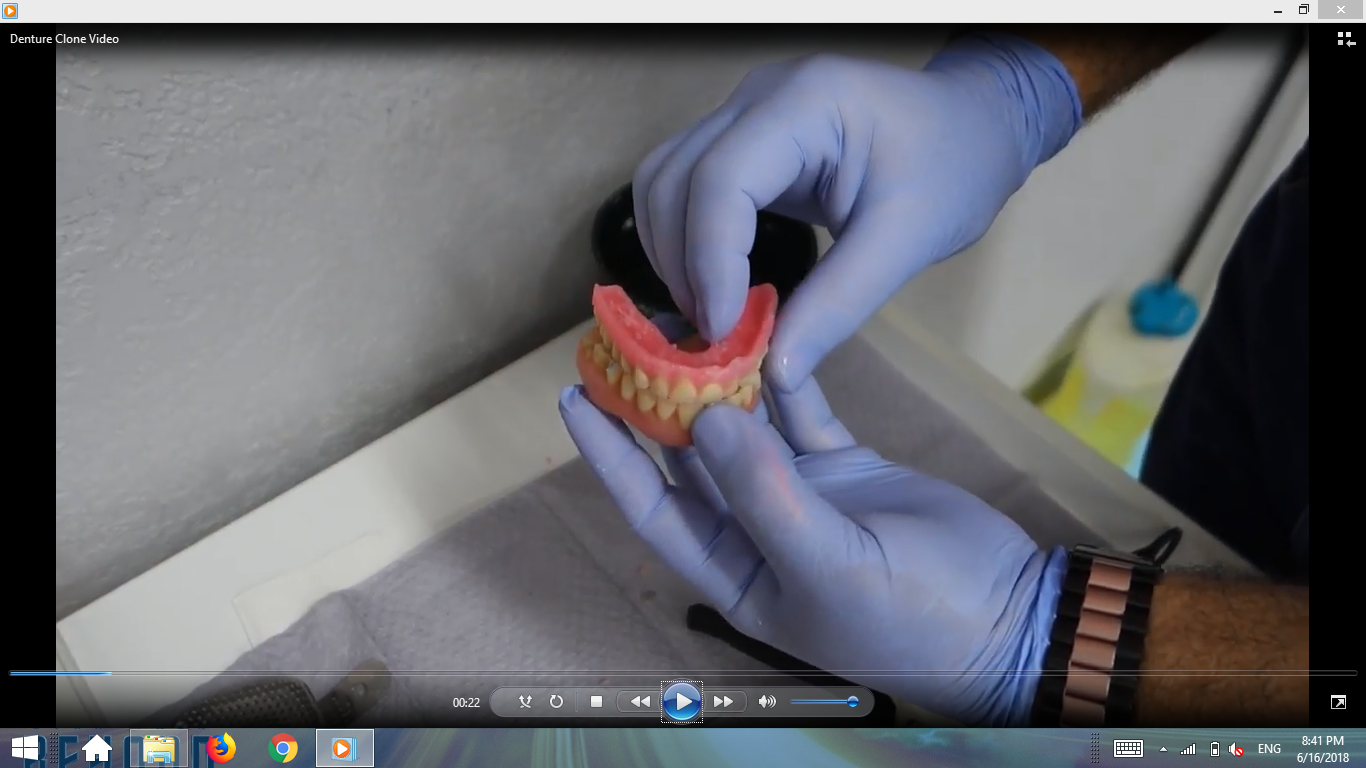 Denture Clone Video
00:22
ENG
8:41 PM
6/16/2018